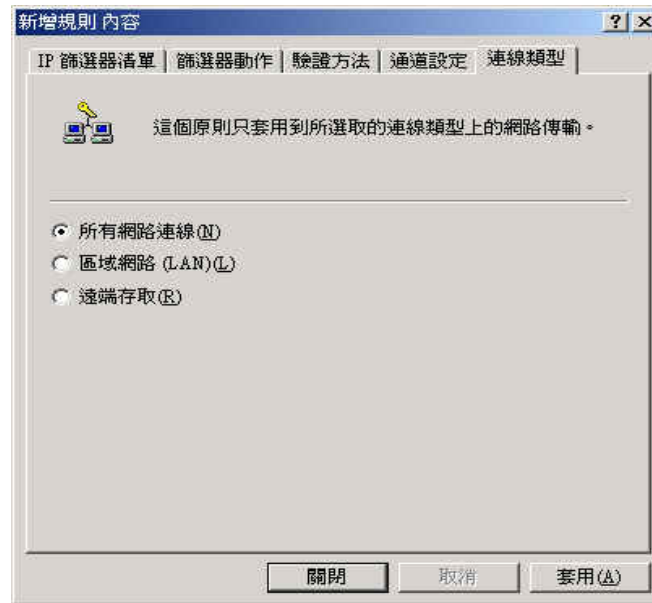 新增規則 內容
IP 篩選器清單 篩選器動作 驗證方法 通道設定 連線類型
這個原則只套用到所選取的連線類型上的網路傳輸。
所有網路連線(N)
區域網路 (LAN)(L)
遠端存取(R)
關閉 取消 套用(A)